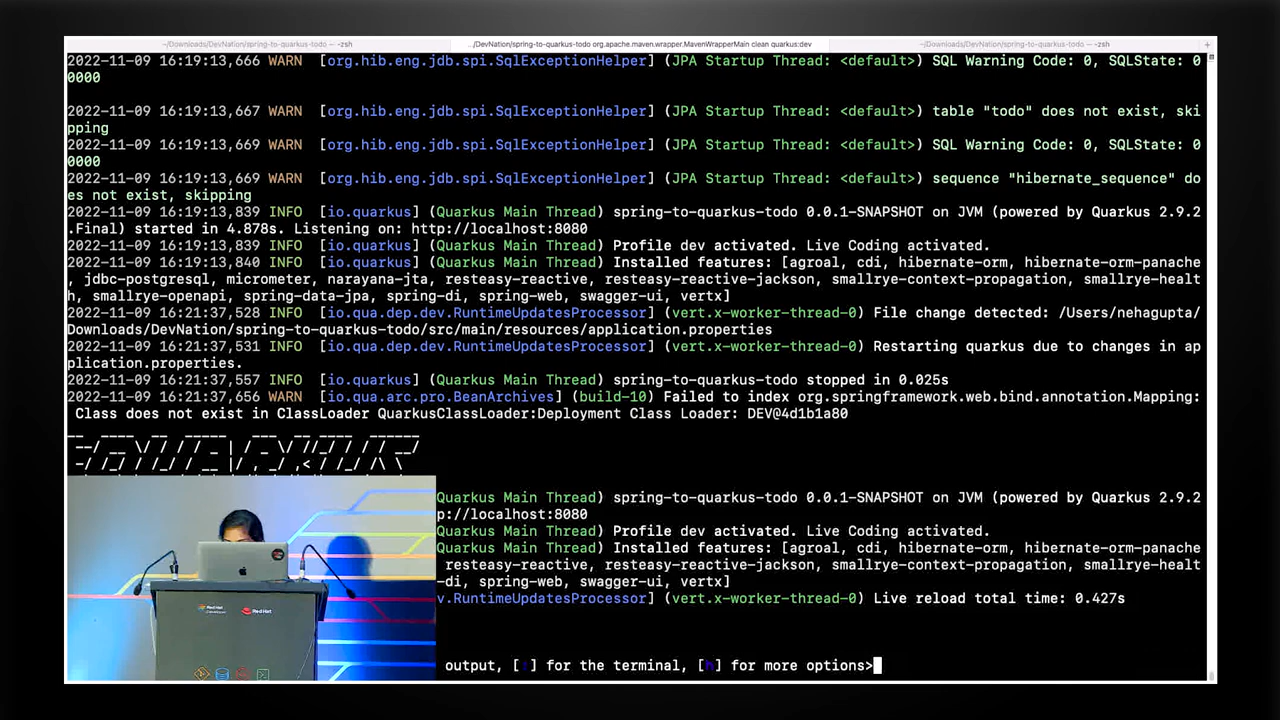 ~/Downloads/DevNation/spring-to-quarkus-todo — -zsh
.../DevNation/spring-to-quarkus-todo org.apache.maven.wrapper.MavenWrapperMain clean quarkus:dev
~/Downloads/DevNation/spring-to-quarkus-todo — -zsh
2022-11-09 16:19:13,666 WARN [org.hib.eng.jdb.spi.SqlExceptionHelper] (JPA Startup Thread: <default>) SQL Warning Code: 0, SQLState: 0
0000
2022-11-09 16:19:13,667 WARN [org.hib.eng.jdb.spi.SqlExceptionHelper] (JPA Startup Thread: <default>) table "todo" does not exist, ski
pping
2022-11-09 16:19:13,669 WARN [org.hib.eng.jdb.spi.SqlExceptionHelper] (JPA Startup Thread: <default>) SQL Warning Code: 0, SQLState: 0
0000
2022-11-09 16:19:13,669 WARN [org.hib.eng.jdb.spi.SqlExceptionHelper] (JPA Startup Thread: <default>) sequence "hibernate_sequence" do
es not exist, skipping
2022-11-09 16:19:13,839 INFO [io.quarkus] (Quarkus Main Thread) spring-to-quarkus-todo 0.0.1-SNAPSHOT on JVM (powered by Quarkus 2.9.2
.Final) started in 4.878s. Listening on: http://localhost:8080
2022-11-09 16:19:13,839 INFO [io.quarkus] (Quarkus Main Thread) Profile dev activated. Live Coding activated.
2022-11-09 16:19:13,840 INFO [io.quarkus] (Quarkus Main Thread) Installed features: [agroal, cdi, hibernate-orm, hibernate-orm-panache
, jdbc-postgresql, micrometer, narayana-jta, resteasy-reactive, resteasy-reactive-jackson, smallrye-context-propagation, smallrye-healt
h, smallrye-openapi, spring-data-jpa, spring-di, spring-web, swagger-ui, vertx]
2022-11-09 16:21:37,528 INFO [io.qua.dep.dev.RuntimeUpdatesProcessor] (vert.x-worker-thread-0) File change detected: /Users/nehagupta/
Downloads/DevNation/spring-to-quarkus-todo/src/main/resources/application.properties
2022-11-09 16:21:37,531 INFO [io.qua.dep.dev.RuntimeUpdatesProcessor] (vert.x-worker-thread-0) Restarting quarkus due to changes in ap
plication.properties.
2022-11-09 16:21:37,557 INFO [io.quarkus] (Quarkus Main Thread) spring-to-quarkus-todo stopped in 0.025s
2022-11-09 16:21:37,656 WARN [io.qua.arc.pro.BeanArchives] (build-10) Failed to index org.springframework.web.bind.annotation.Mapping:
Class does not exist in ClassLoader QuarkusClassLoader:Deployment Class Loader: DEV@4d1b1a80
QUARKUS
Quarkus Main Thread) spring-to-quarkus-todo 0.0.1-SNAPSHOT on JVM (powered by Quarkus 2.9.2
p://localhost:8080
Quarkus Main Thread) Profile dev activated. Live Coding activated.
Quarkus Main Thread) Installed features: [agroal, cdi, hibernate-orm, hibernate-orm-panache
resteasy-reactive, resteasy-reactive-jackson, smallrye-context-propagation, smallrye-healt
-di, spring-web, swagger-ui, vertx]
v.RuntimeUpdatesProcessor] (vert.x-worker-thread-0) Live reload total time: 0.427s
output, [:] for the terminal, [h] for more options>
Red Hat
Red Hat